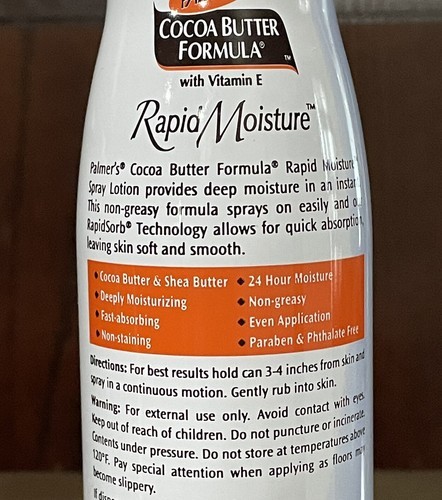 COCOA BUTTER
FORMULA®
™
with Vitamin E
Rapid Moisture™
Palmer's® Cocoa Butter Formula® Rapid Moisture
Spray Lotion provides deep moisture in an
This non-greasy formula sprays on easily and
RapidSorb® Technology allows for quick
leaving skin soft and smooth.
Cocoa Butter & Shea Butter
Deeply Moisturizing
Fast-absorbing
Non-staining
24 Hour Moisture
Non-greasy
Even Application
Paraben & Phthalate Free
Directions: For best results hold can 3-4 inches from skin and
spray in a continuous motion. Gently rub into skin.
Warning: For external use only. Avoid contact with eyes.
Keep out of reach of children. Do not puncture or incinerate.
Contents under pressure. Do not store at temperatures above
120°F. Pay special attention when applying as floors may
become slippery.
If